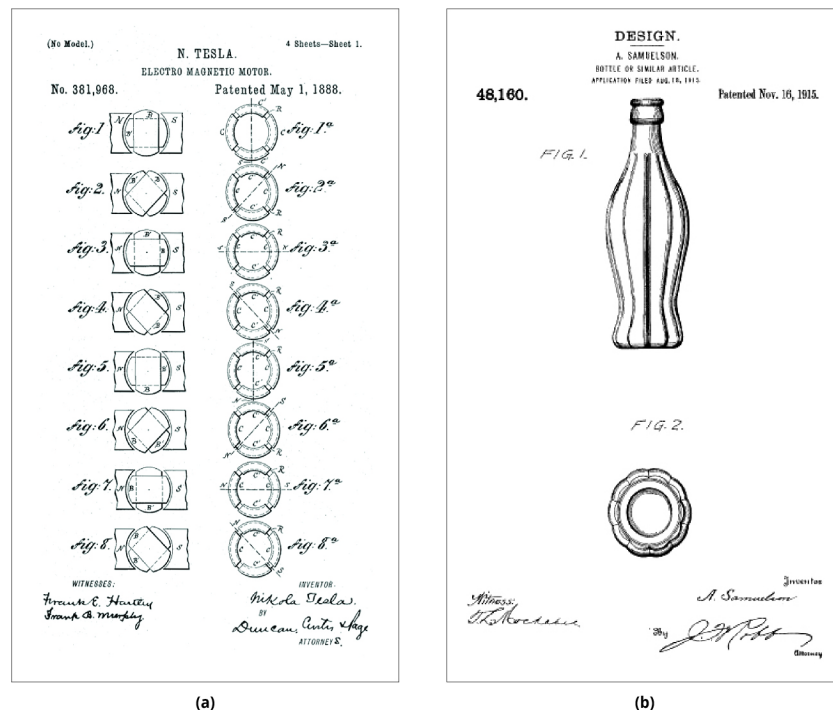 (No Model.)
4 Sheets—Sheet 1.
N. TESLA.
ELECTRO MAGNETIC MOTOR.
No. 381,968.
Patented May 1, 1888.
Fig: 1
Fig: 1ª
Fig: 2.
Fig: 2ª
Fig: 3.
Fig: 3ª
Fig: 4.
Fig: 4ª
Fig: 5.
Fig: 5ª
Fig: 6.
Fig: 6ª
Fig: 7.
Fig: 7ª
Fig: 8.
Fig: 8ª
WITNESSES:
Frank E. Hartley
Frank B. Murphy
INVENTOR
Nikola Tesla.
BY
Duncan, Curtis & Page
ATTORNEYS.
(a)
DESIGN.
A. SAMUELSON.
BOTTLE OR SIMILAR ARTICLE.
APPLICATION FILED AUG. 18, 1915.
48,160.
Patented Nov. 16, 1915.
FIG. 1.
FIG. 2.
Witness:
Inventor
A. Samuelson
By
Attorney
(b)